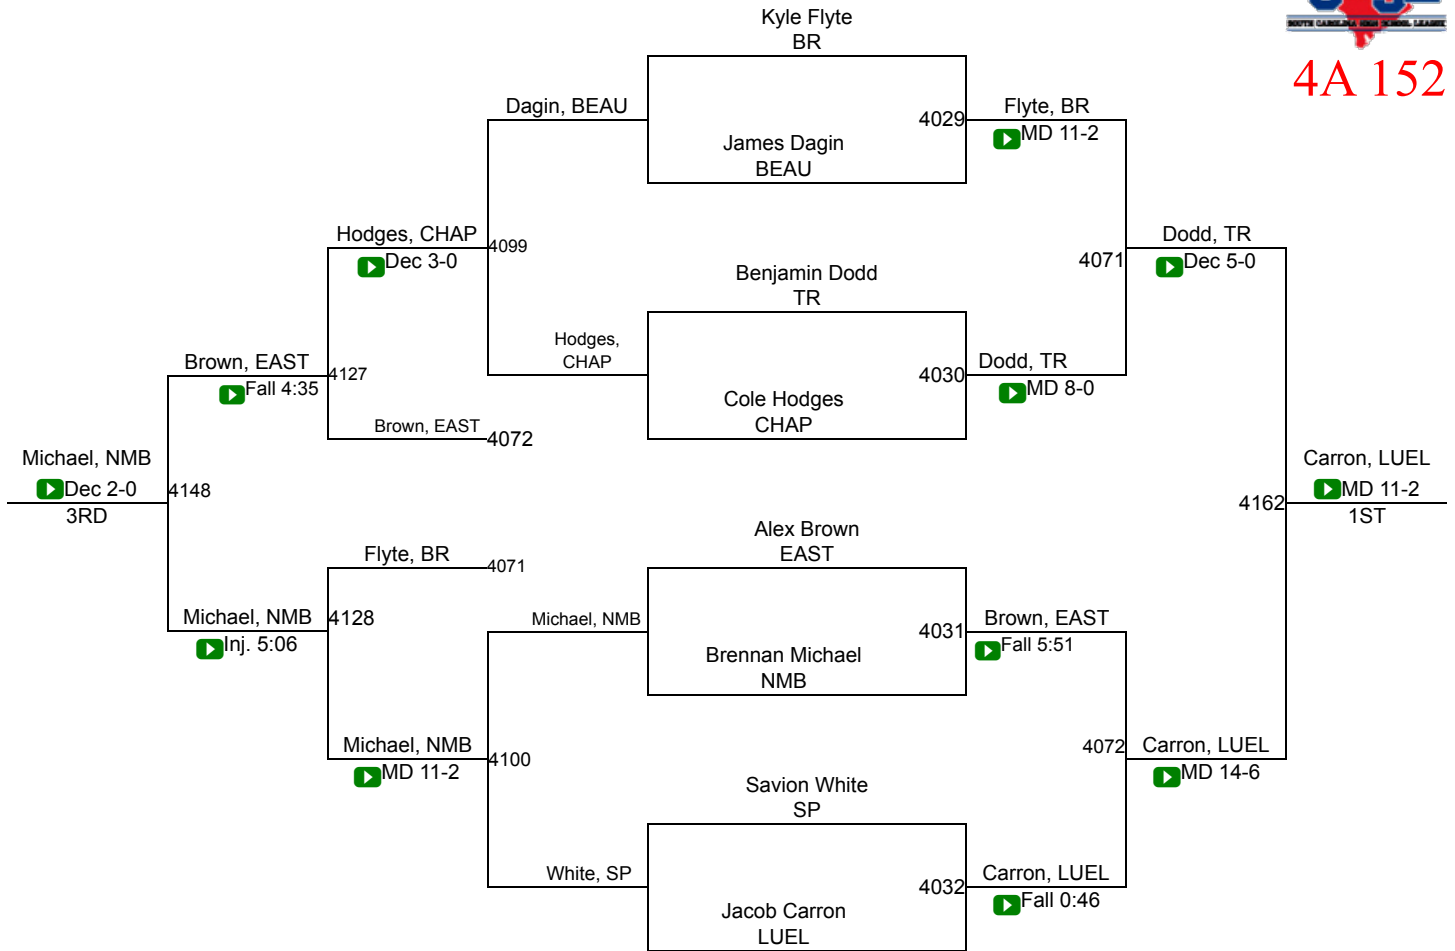 SOUTH CAROLINA HIGH SCHOOL LEAGUE
4A 152
Kyle Flyte
BR
Dagin, BEAU
4029
Flyte, BR
MD 11-2
James Dagin
BEAU
Hodges, CHAP
4099
Dec 3-0
Dodd, TR
4071
Dec 5-0
Benjamin Dodd
TR
Hodges,
CHAP
Brown, EAST
4127
Fall 4:35
4030
Dodd, TR
MD 8-0
Cole Hodges
CHAP
Brown, EAST
4072
Michael, NMB
Dec 2-0
4148
3RD
Carron, LUEL
MD 11-2
4162
1ST
Alex Brown
EAST
Flyte, BR
4071
Michael, NMB
4128
Inj. 5:06
Michael, NMB
4031
Brown, EAST
Fall 5:51
Brennan Michael
NMB
Michael, NMB
4100
MD 11-2
4072
Carron, LUEL
MD 14-6
Savion White
SP
White, SP
4032
Carron, LUEL
Fall 0:46
Jacob Carron
LUEL